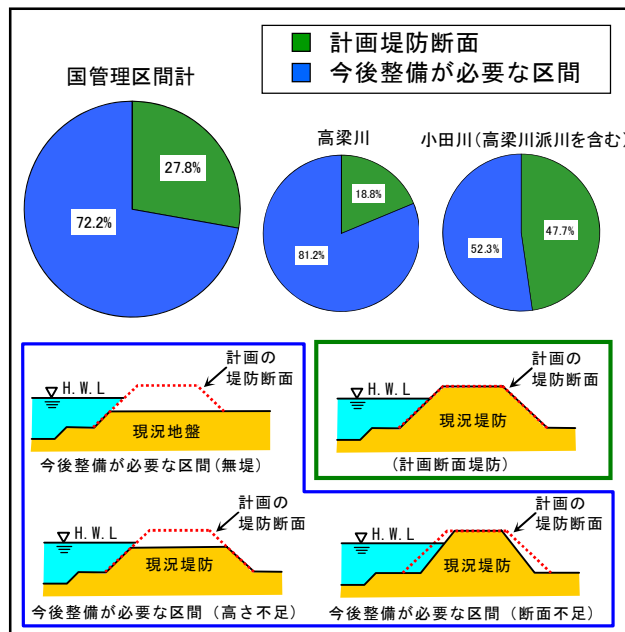 計画堤防断面
今後整備が必要な区間
国管理区間計
27.8%
72.2%
高梁川
18.8%
81.2%
小田川(高梁川派川を含む)
47.7%
52.3%
H.W.L
計画の
堤防断面
現況地盤
今後整備が必要な区間(無堤)
計画の
堤防断面
現況堤防
(計画断面堤防)
H.W.L
計画の
堤防断面
現況堤防
今後整備が必要な区間(高さ不足)
H.W.L
計画の
堤防断面
現況堤防
今後整備が必要な区間(断面不足)